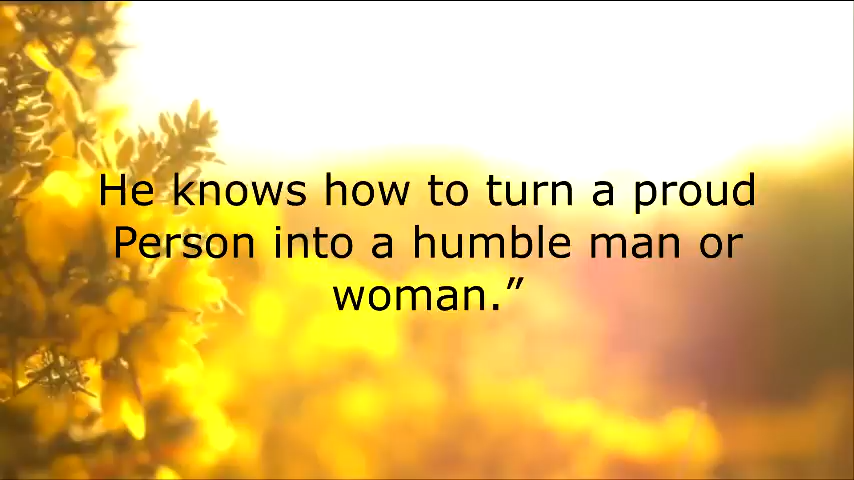 He knows how to turn a proud
Person into a humble man or
woman.”